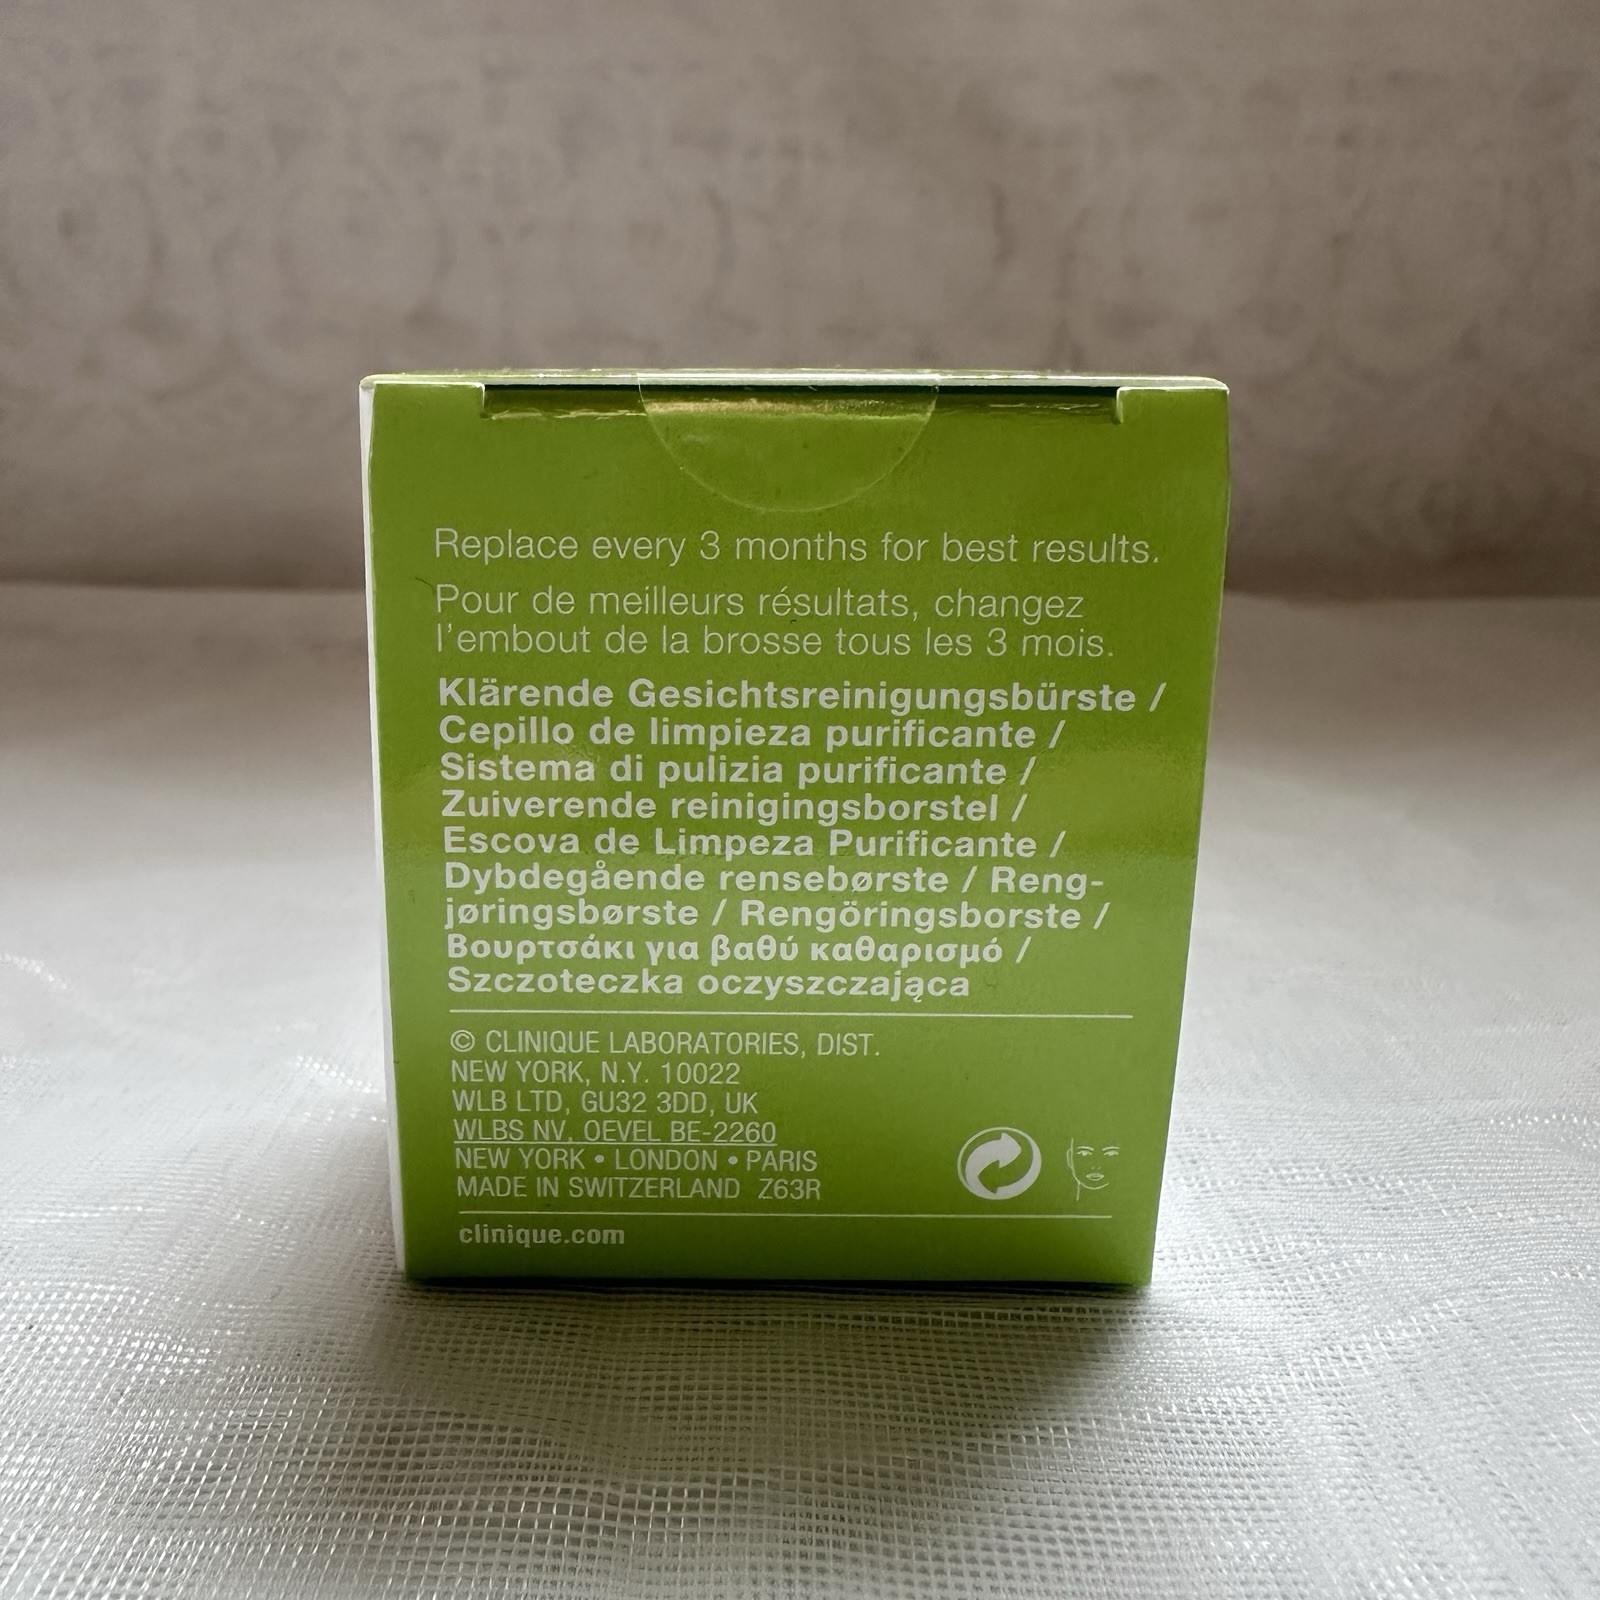 Replace every 3 months for best results.
Pour de meilleurs résultats, changez
l'embout de la brosse tous les 3 mois.
Klärende Gesichtsreinigungsbürste /
Cepillo de limpieza purificante /
Sistema di pulizia purificante /
Zuiverende reinigingsborstel /
Escova de Limpeza Purificante /
Dybdegående rensebørste / Reng-
jøringsbørste / Rengöringsborste /
Βουρτσάκι για βαθύ καθαρισμό /
Szczoteczka oczyszczająca
© CLINIQUE LABORATORIES, DIST.
NEW YORK, N.Y. 10022
WLB LTD, GU32 3DD, UK
WLBS NV, OEVEL BE-2260
NEW YORK • LONDON • PARIS
MADE IN SWITZERLAND Z63R
clinique.com